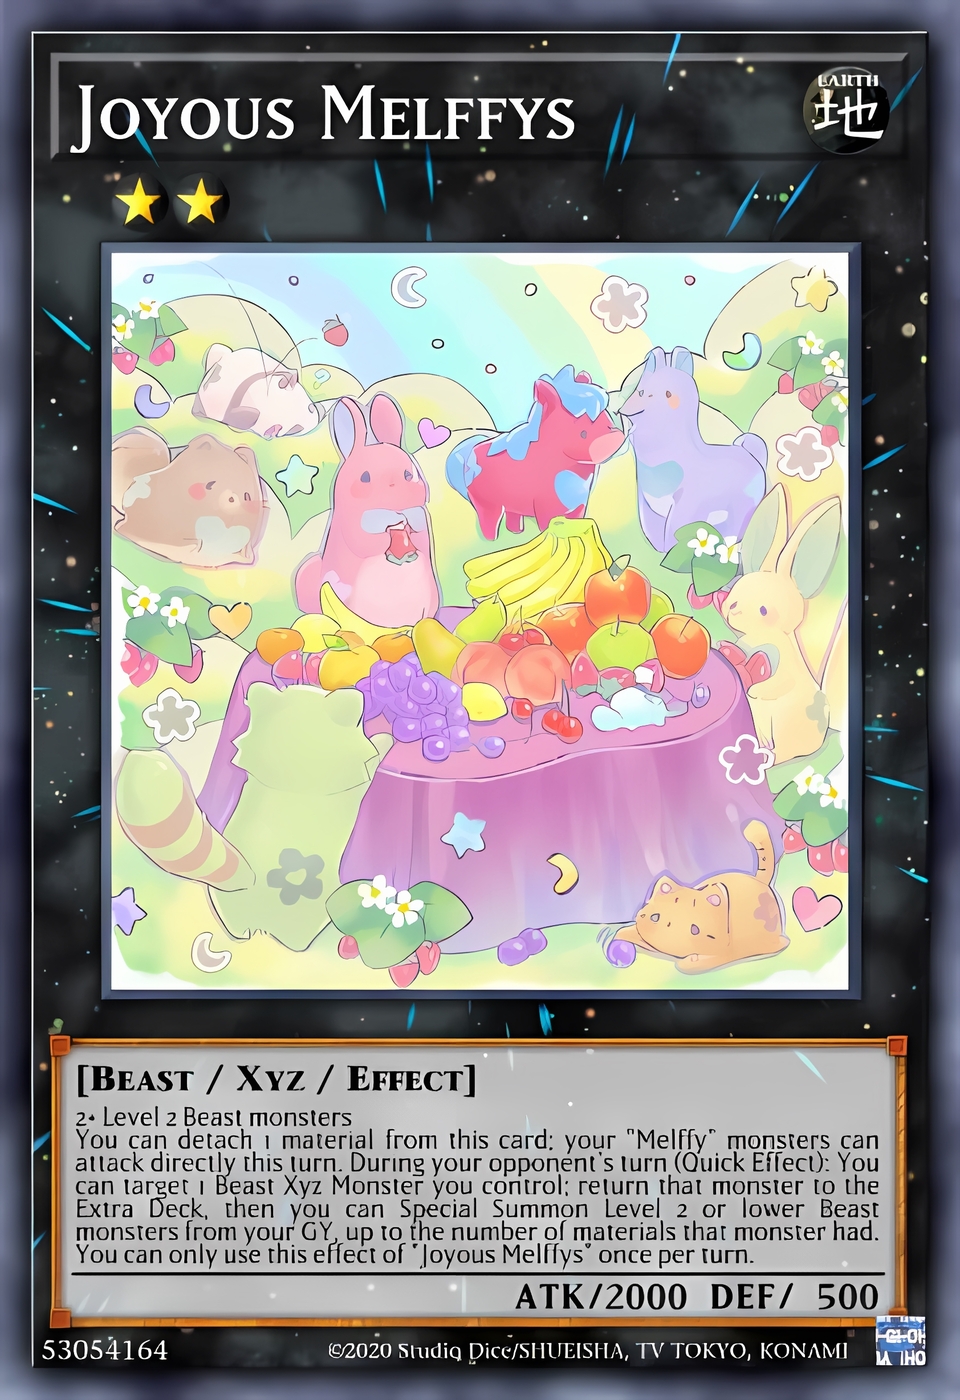 Joyous Melffys
EARTH
地
[Beast / Xyz / Effect]
2+ Level 2 Beast monsters
You can detach 1 material from this card; your "Melffy" monsters can
attack directly this turn. During your opponent's turn (Quick Effect): You
can target 1 Beast Xyz Monster you control; return that monster to the
Extra Deck, then you can Special Summon Level 2 or lower Beast
monsters from your GY, up to the number of materials that monster had.
You can only use this effect of "Joyous Melffys" once per turn.
ATK/2000 DEF/ 500
53054164 ©2020 Studio Dice/SHUEISHA, TV TOKYO, KONAMI